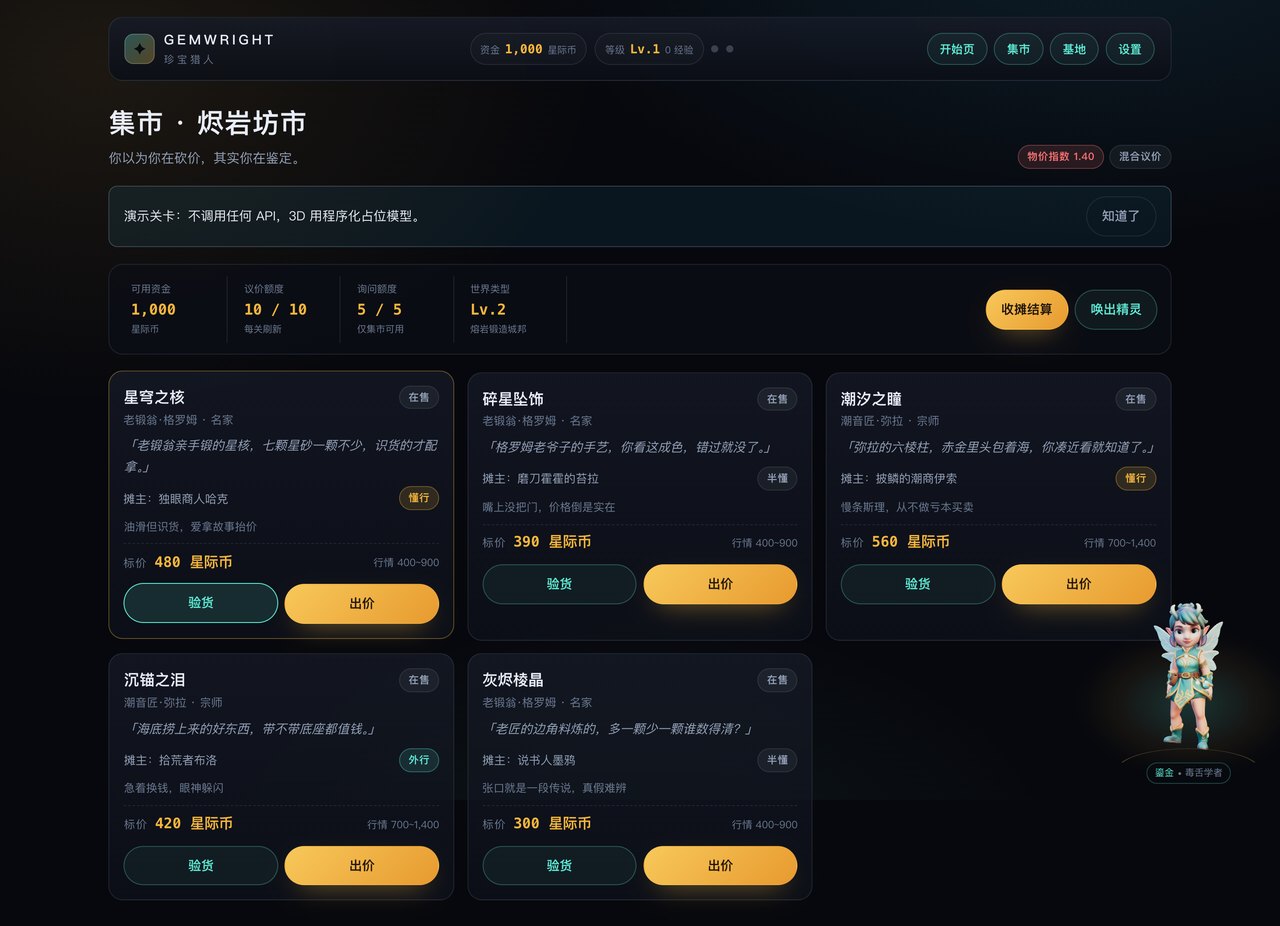 GEMWRIGHT
珍宝猎人
资金 1,000 星际币
等级 Lv.1 0 经验
开始页
集市
基地
设置
集市 · 烬岩坊市
你以为你在砍价，其实你在鉴定。
物价指数 1.40
混合议价
演示关卡：不调用任何 API，3D 用程序化占位模型。
知道了
可用资金
1,000
星际币
议价额度
10 / 10
每关刷新
询问额度
5 / 5
仅集市可用
世界类型
Lv.2
熔岩锻造城邦
收摊结算
唤出精灵
星穹之核
在售
老锻翁·格罗姆 · 名家
「老锻翁亲手锻的星核，七颗星砂一颗不少，识货的才配
拿。」
摊主：独眼商人哈克
懂行
油滑但识货，爱拿故事抬价
标价 480 星际币
行情 400~900
验货
出价
碎星坠饰
在售
老锻翁·格罗姆 · 名家
「格罗姆老爷子的手艺，你看这成色，错过就没了。」
摊主：磨刀霍霍的苔拉
半懂
嘴上没把门，价格倒是实在
标价 390 星际币
行情 400~900
验货
出价
潮汐之瞳
在售
潮音匠·弥拉 · 宗师
「弥拉的六棱柱，赤金里头包着海，你凑近看就知道了。」
摊主：披鳞的潮商伊索
懂行
慢条斯理，从不做亏本买卖
标价 560 星际币
行情 700~1,400
验货
出价
沉锚之泪
在售
潮音匠·弥拉 · 宗师
「海底捞上来的好东西，带不带底座都值钱。」
摊主：拾荒者布洛
外行
急着换钱，眼神躲闪
标价 420 星际币
行情 700~1,400
验货
出价
灰烬棱晶
在售
老锻翁·格罗姆 · 名家
「老匠的边角料炼的，多一颗少一颗谁数得清？」
摊主：说书人墨鸦
半懂
张口就是一段传说，真假难辨
标价 300 星际币
行情 400~900
验货
出价
鎏金 • 毒舌学者